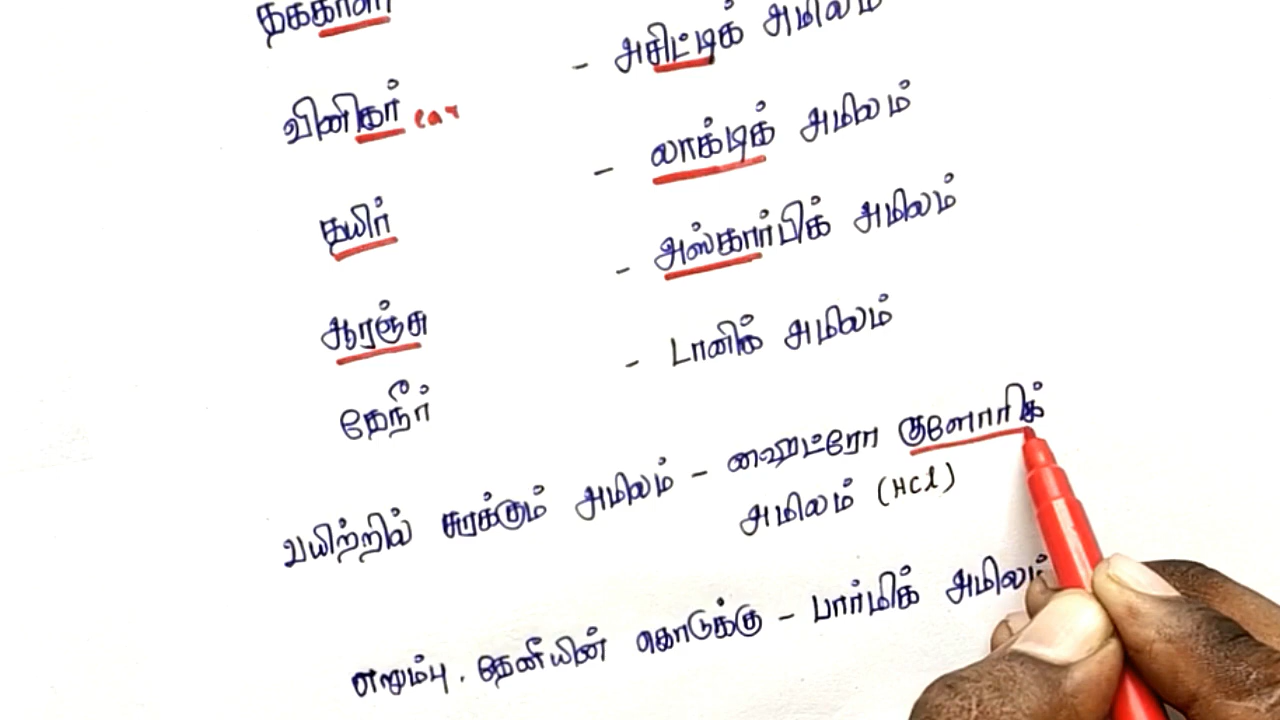 தக்காளி
வினிகர் car - அசிட்டிக் அமிலம்
தயிர் - லாக்டிக் அமிலம்
ஆரஞ்சு - அஸ்கார்பிக் அமிலம்
தேநீர் - டானிக் அமிலம்
வயிற்றில் சுரக்கும் அமிலம் - ஹைட்ரோ குளோரிக்
அமிலம் (HCl)
எறும்பு, தேனீயின் கொடுக்கு - பார்மிக் அமிலம்